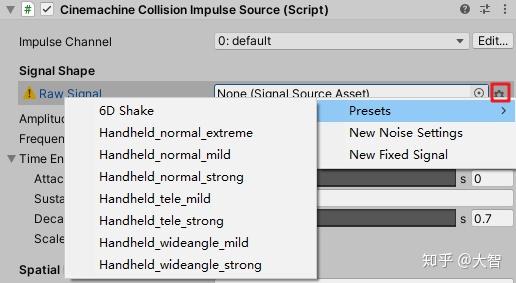 Cinemachine Collision Impulse Source (Script)
Impulse Channel
0: default
Edit...
Signal Shape
Raw Signal
None (Signal Source Asset)
Presets
New Noise Settings
New Fixed Signal
6D Shake
Handheld_normal_extreme
Handheld_normal_mild
Handheld_normal_strong
Handheld_tele_mild
Handheld_tele_strong
Handheld_wideangle_mild
Handheld_wideangle_strong
Amplitu
Frequen
Time En
Attac
s 0
Susta
Deca
s 0.7
Scale
Spatial
知乎 @大智